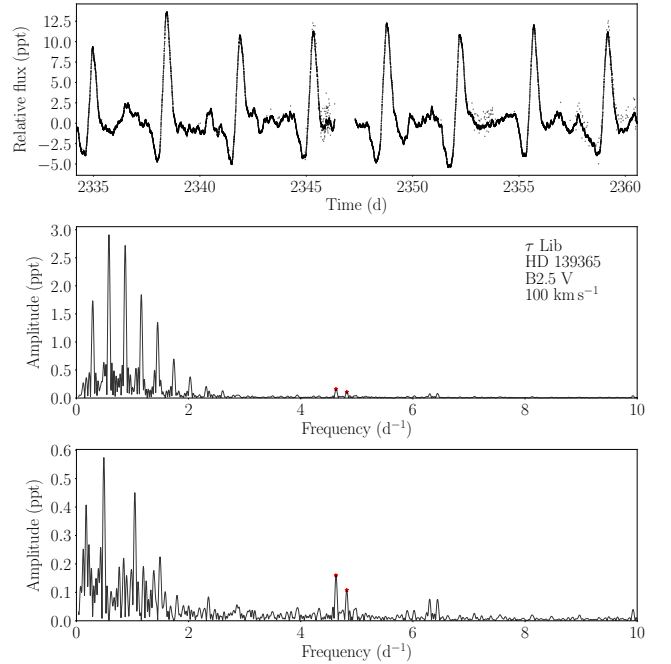 12.5
10.0
7.5
5.0
2.5
0.0
−2.5
−5.0
Relative flux (ppt)
2335 2340 2345 2350 2355 2360
Time (d)
3.0
2.5
2.0
1.5
1.0
0.5
0.0
Amplitude (ppt)
τ Lib
HD 139365
B2.5 V
100 km s⁻¹
0 2 4 6 8 10
Frequency (d⁻¹)
0.6
0.5
0.4
0.3
0.2
0.1
0.0
Amplitude (ppt)
0 2 4 6 8 10
Frequency (d⁻¹)